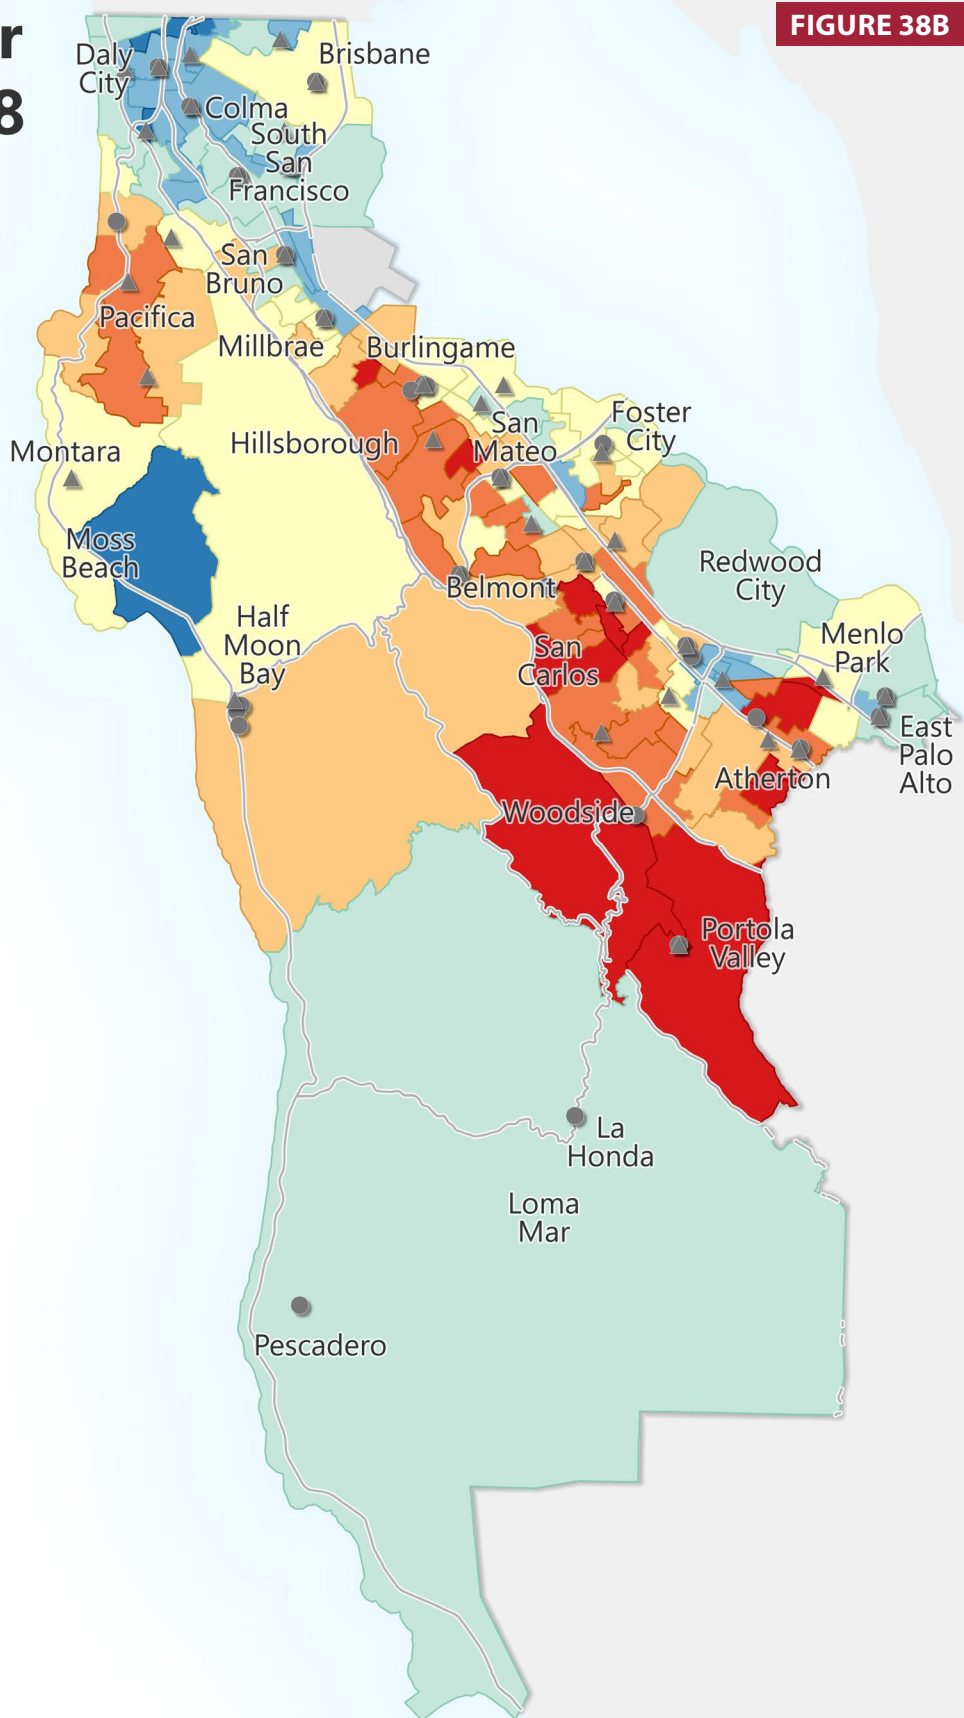 r
8
FIGURE 38B
Daly
City
Brisbane
Colma
South
San
Francisco
San
Bruno
Pacifica
Millbrae
Burlingame
Hillsborough
San
Mateo
Foster
City
Montara
Moss
Beach
Redwood
City
Belmont
Half
Moon
Bay
San
Carlos
Menlo
Park
East
Palo
Alto
Atherton
Woodside
Portola
Valley
La
Honda
Loma
Mar
Pescadero